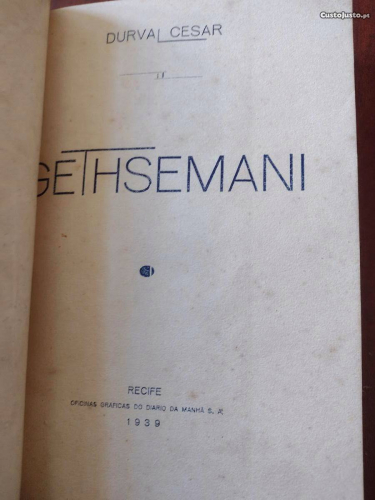 CustoJusto.pt
DURVAL CESAR
GETHSEMANI
RECIFE
OFICINAS GRAFICAS DO DIARIO DA MANHÃ S. A.
1939